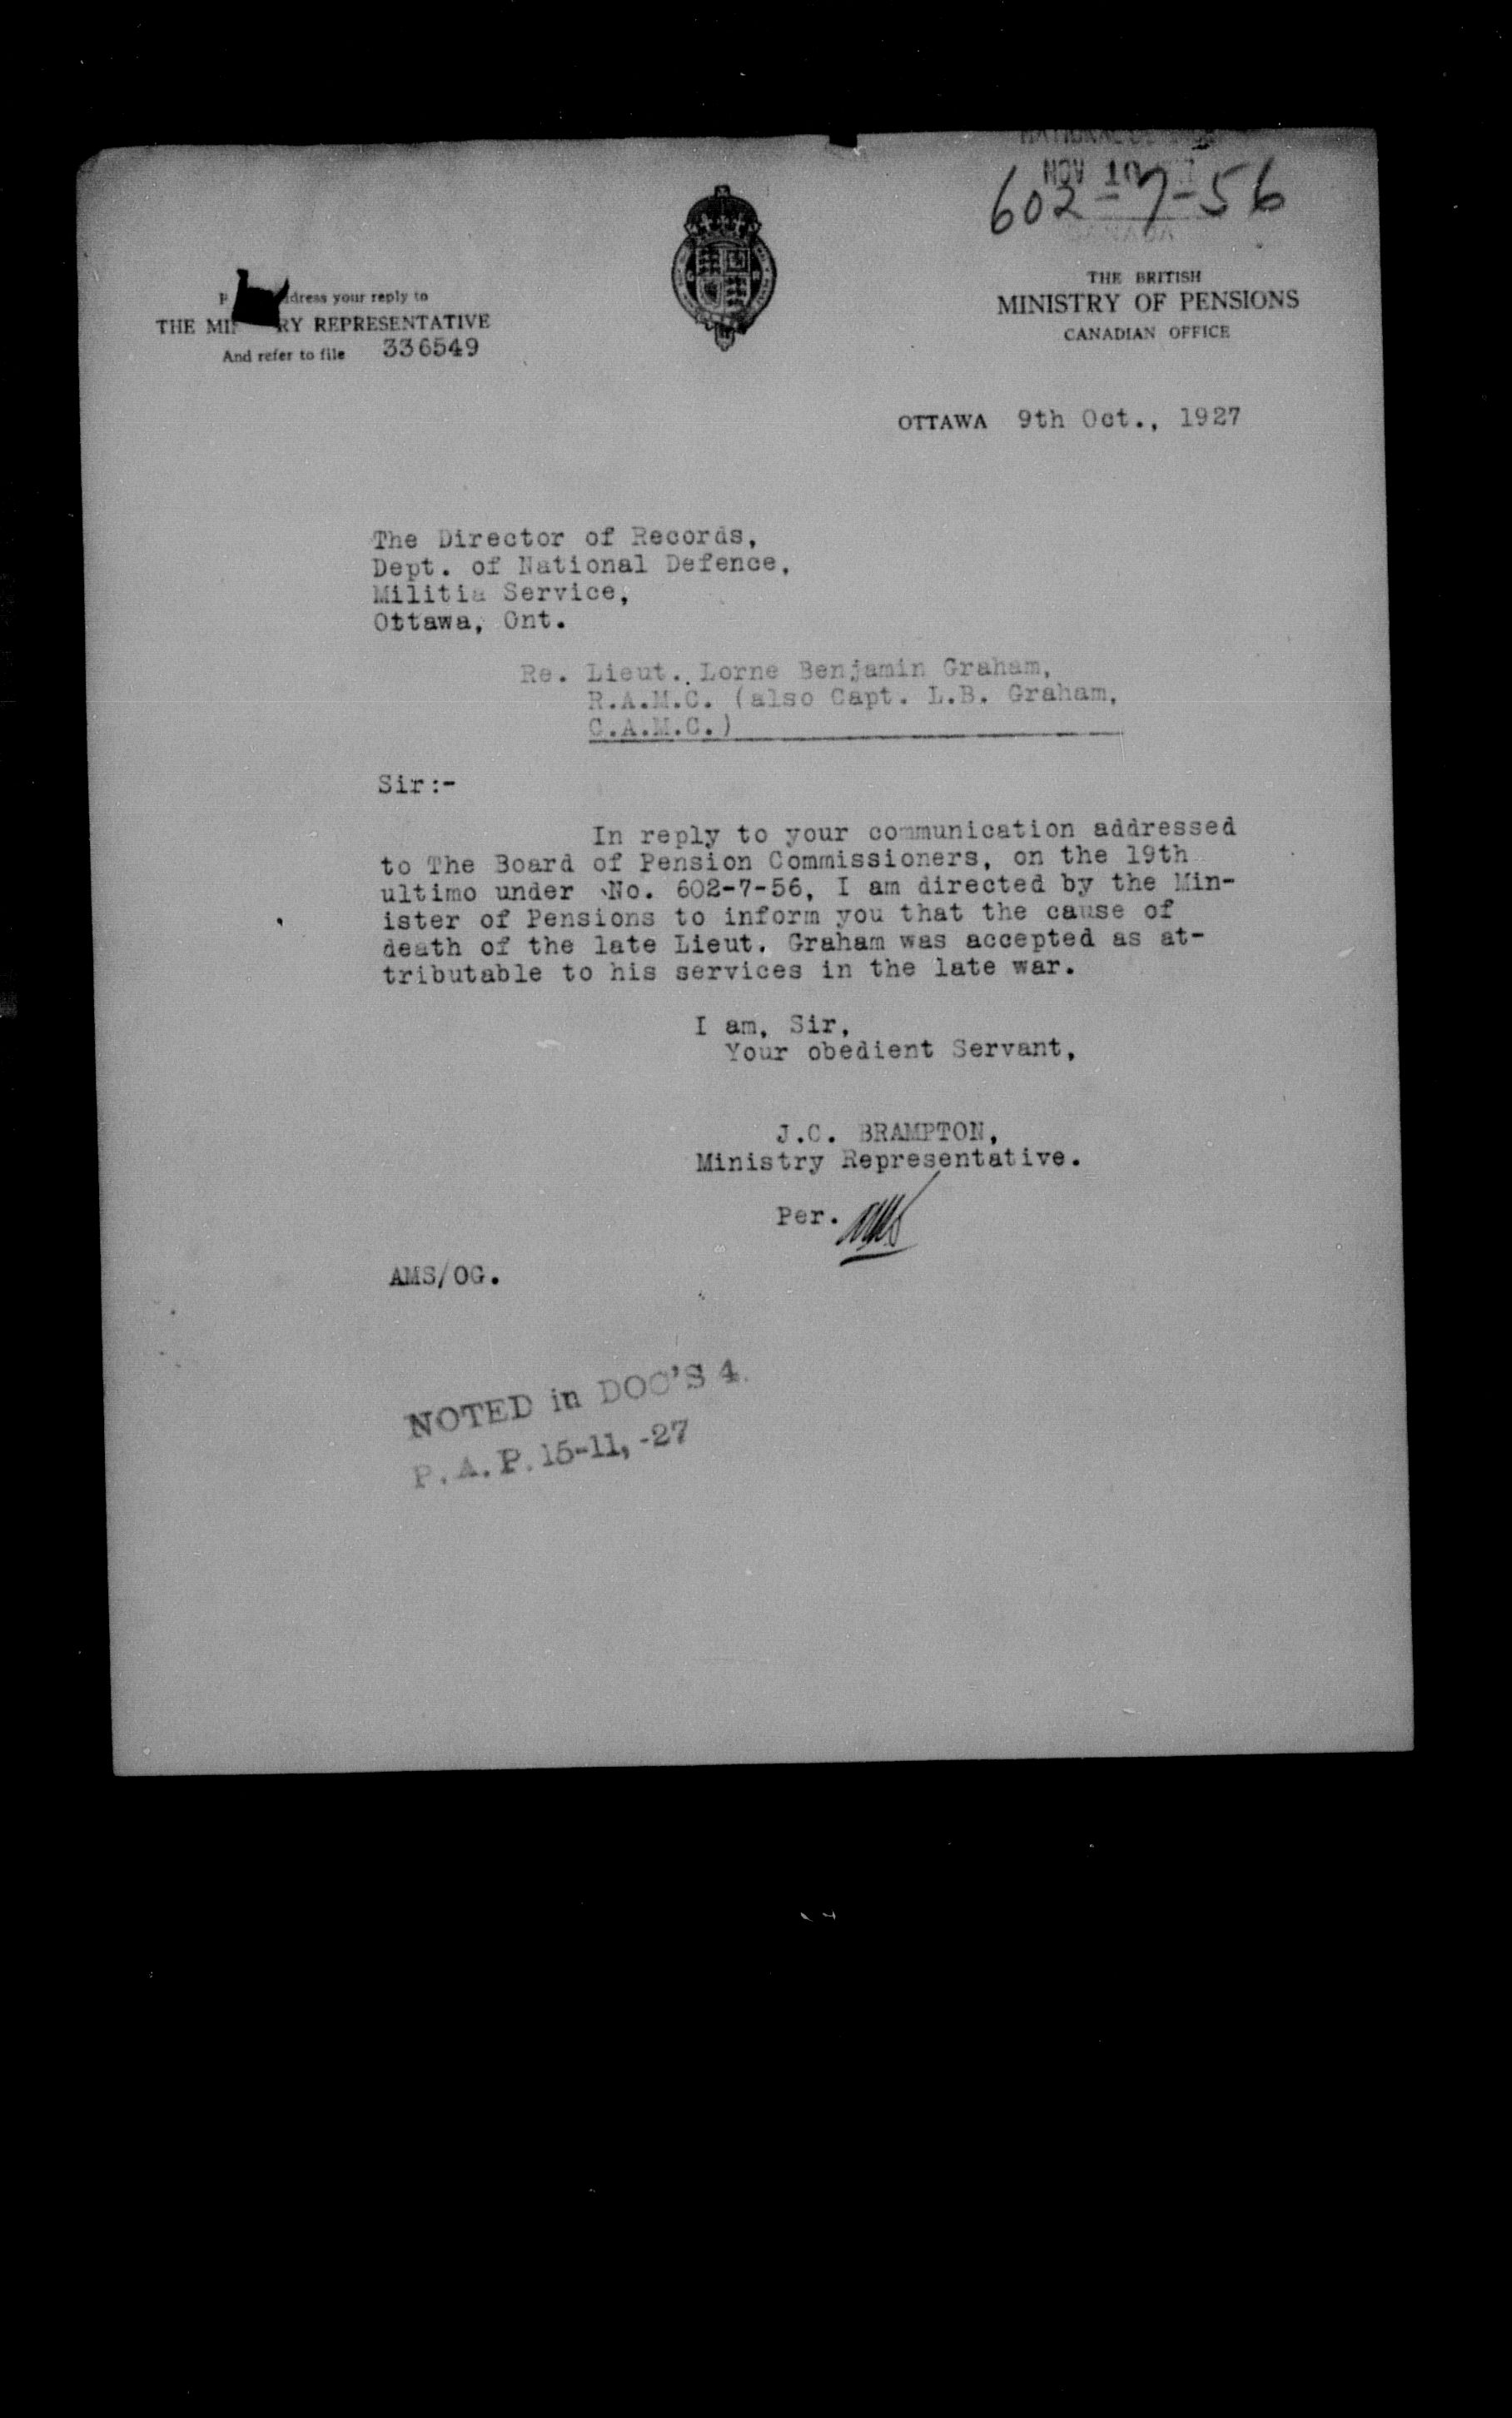 NOV 10
602-7-56
CANADA
dress your reply to
THE MI RY REPRESENTATIVE
And refer to file 336549
THE BRITISH
MINISTRY OF PENSIONS
CANADIAN OFFICE
OTTAWA 9th Oct., 1927
The Director of Records,
Dept. of National Defence,
Militia Service,
Ottawa, Ont.
Re. Lieut. Lorne Benjamin Graham,
R.A.M.C. (also Capt. L.B. Graham,
C.A.M.C.)
Sir:-
In reply to your communication addressed
to The Board of Pension Commissioners, on the 19th
ultimo under No. 602-7-56, I am directed by the Min-
ister of Pensions to inform you that the cause of
death of the late Lieut. Graham was accepted as at-
tributable to his services in the late war.
I am, Sir,
Your obedient Servant,
J.C. BRAMPTON,
Ministry Representative.
Per.
AMS/OG.
NOTED in DOC'S 4.
P.A.P. 15-11,-27